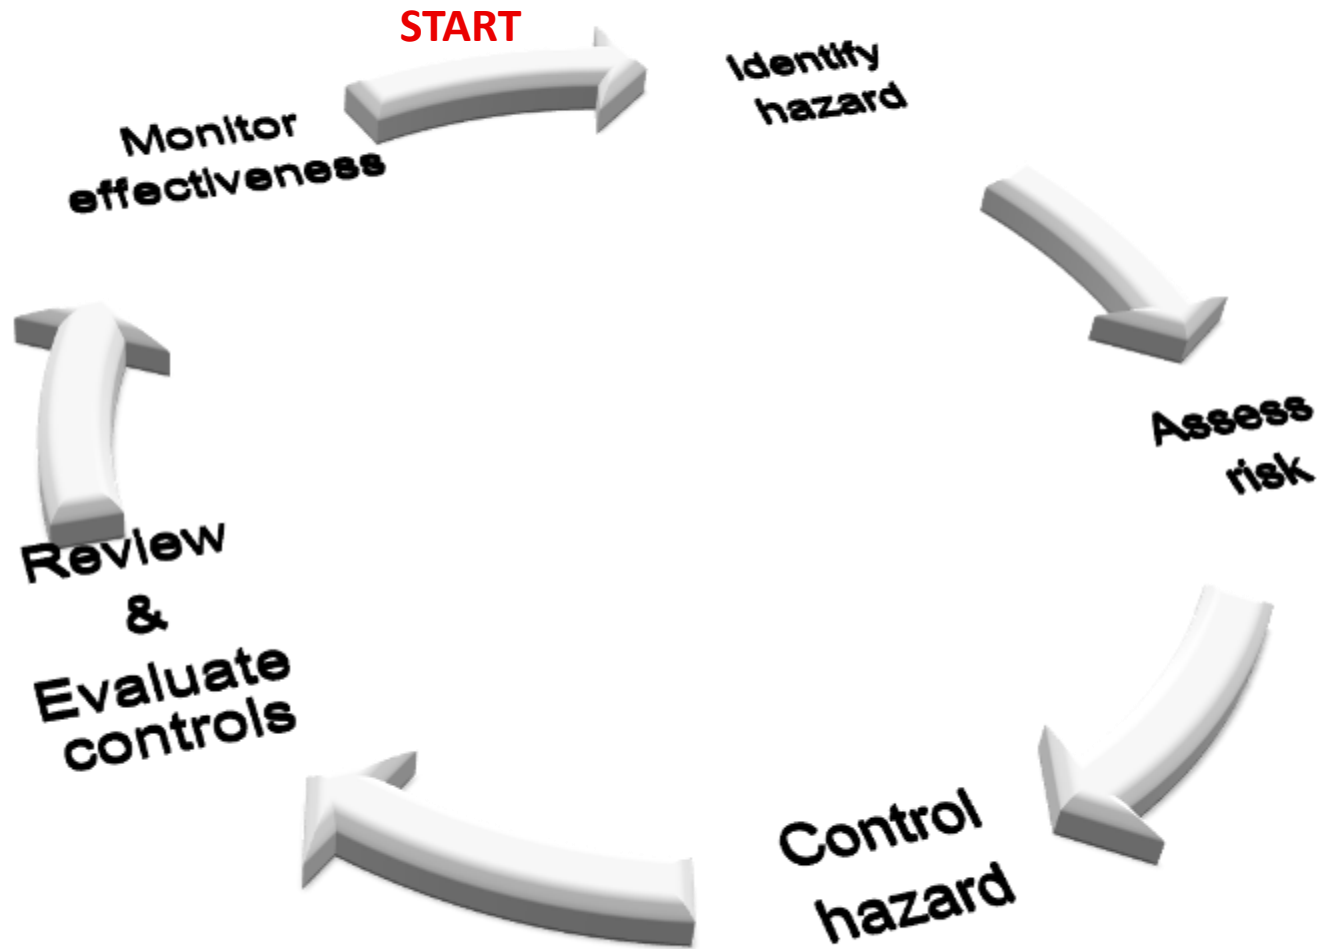 START
Identify
hazard
Assess
risk
Control
hazard
Review
&
Evaluate
controls
Monitor
effectiveness